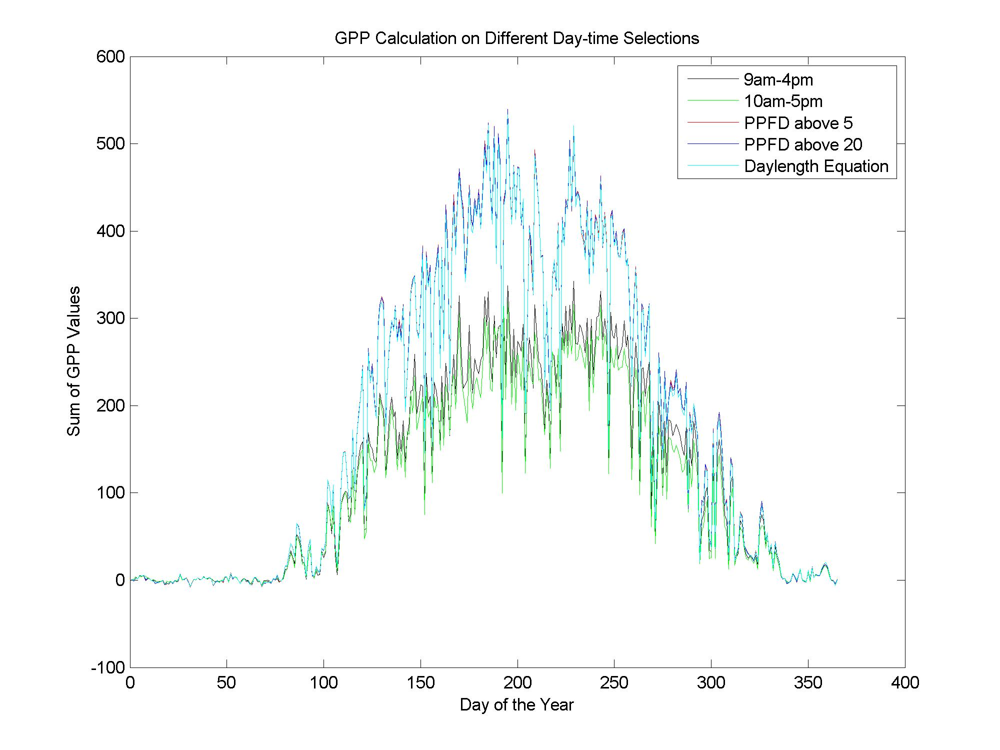 GPP Calculation on Different Day-time Selections
600
500
400
300
200
100
0
-100
Sum of GPP Values
9am-4pm
10am-5pm
PPFD above 5
PPFD above 20
Daylength Equation
0 50 100 150 200 250 300 350 400
Day of the Year